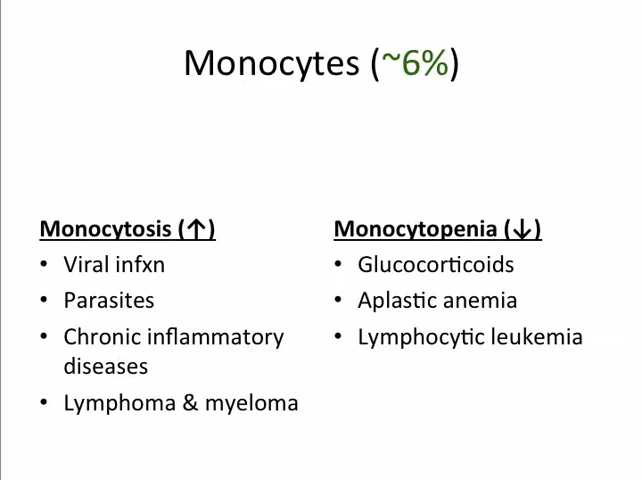 Monocytes (~6%)
Monocytosis (↑)
• Viral infxn
• Parasites
• Chronic inflammatory
diseases
• Lymphoma & myeloma
Monocytopenia (↓)
• Glucocorticoids
• Aplastic anemia
• Lymphocytic leukemia